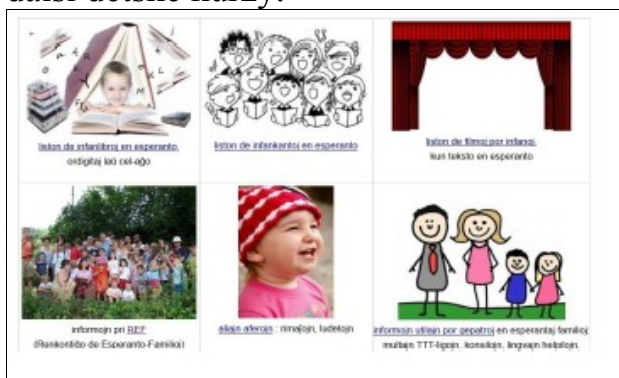 liston de infanlibroj en esperanto,
ordigitaj laŭ cel-aĝo
liston de infankantoj en esperanto
liston de filmoj por infanoj,
kun teksto en esperanto
informojn pri REF
(Renkontiĝo de Esperanto-Familioj)
aliajn aferojn : rimaĵojn, ludetojn
informojn utilajn por gepatroj en esperantaj familioj:
multajn TTT-ligojn, konsilojn, lingvajn helpilojn,